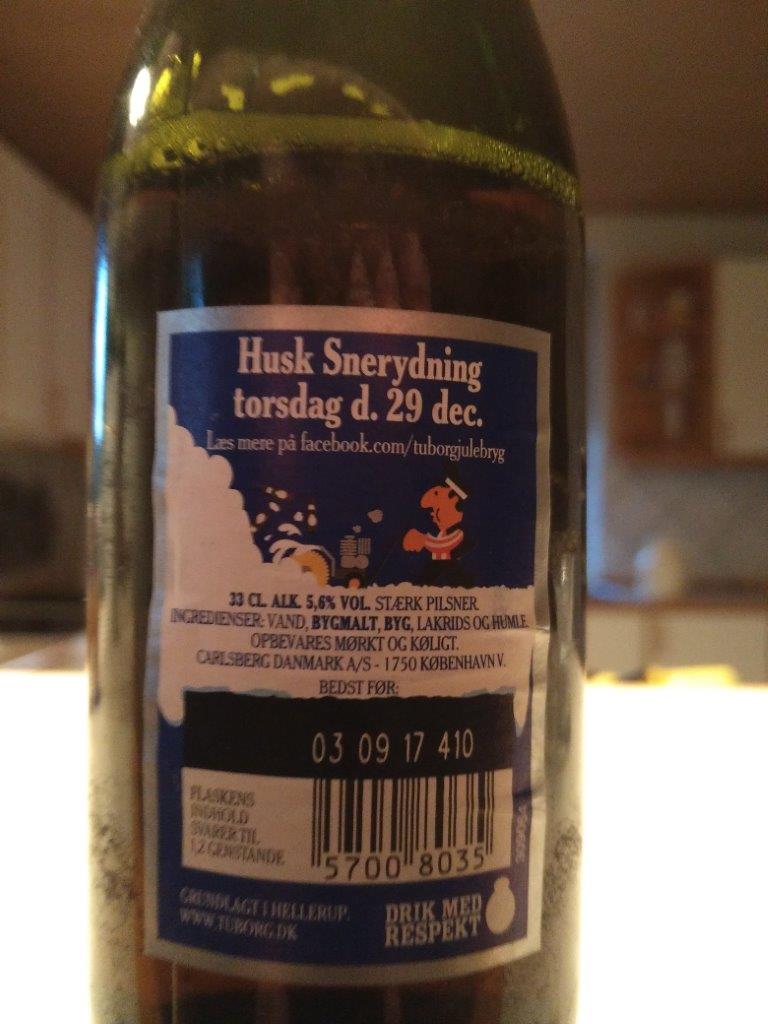 Husk Snerydning
torsdag d. 29 dec.
Læs mere på facebook.com/tuborgjulebryg
33 CL. ALK. 5,6% VOL. STÆRK PILSNER.
INGREDIENSER: VAND, BYGMALT, BYG, LAKRIDS OG HUMLE.
OPBEVARES MØRKT OG KØLIGT.
CARLSBERG DANMARK A/S - 1750 KØBENHAVN V.
BEDST FØR:
03 09 17 410
FLASKENS
INDHOLD
SVARER TIL
1,2 GENSTANDE
5700 8035
GRUNDLAGT I HELLERUP.
WWW.TUBORG.DK
DRIK MED
RESPEKT